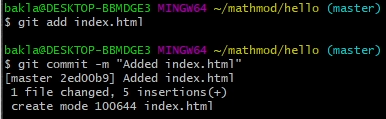 bakla@DESKTOP-BBMDGE3 MINGW64 ~/mathmod/hello (master)
$ git add index.html
bakla@DESKTOP-BBMDGE3 MINGW64 ~/mathmod/hello (master)
$ git commit -m "Added index.html"
[master 2ed00b9] Added index.html
 1 file changed, 5 insertions(+)
 create mode 100644 index.html